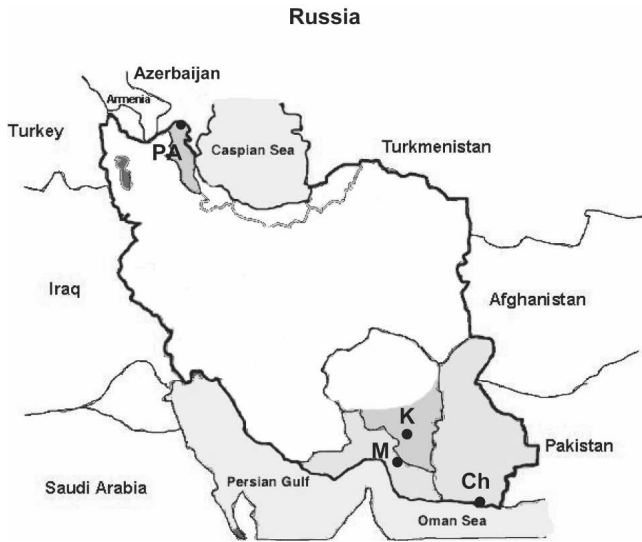 Russia
Azerbaijan
Armenia
Turkey
PA
Caspian Sea
Turkmenistan
Iraq
Afghanistan
K
M
Pakistan
Saudi Arabia
Persian Gulf
Ch
Oman Sea